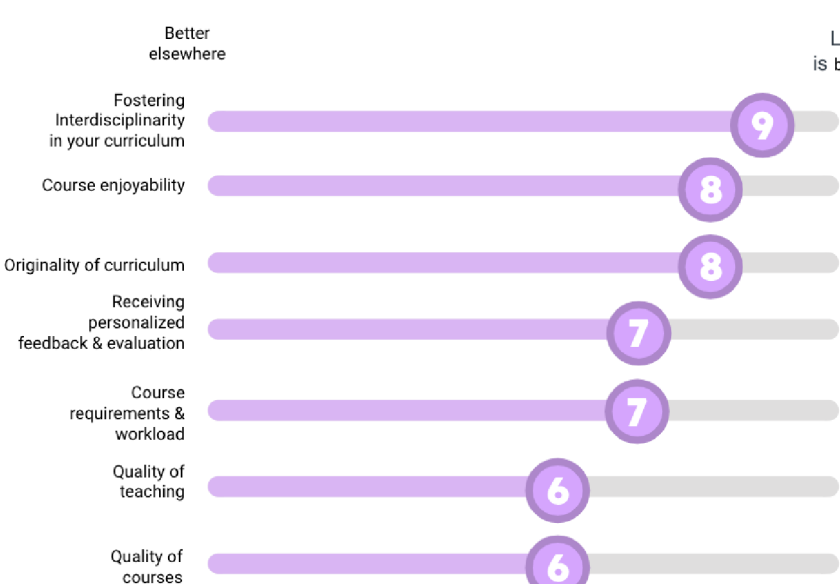 Better
elsewhere
L
is b
Fostering
Interdisciplinarity
in your curriculum
9
Course enjoyability
8
Originality of curriculum
8
Receiving
personalized
feedback & evaluation
7
Course
requirements &
workload
7
Quality of
teaching
6
Quality of
courses
6